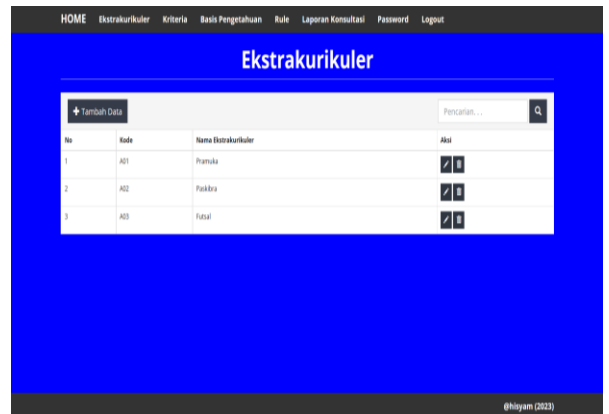 HOME Ekstrakurikuler Kriteria Basis Pengetahuan Rule Laporan Konsultasi Password Logout
Ekstrakurikuler
+ Tambah Data Pencarian. . .
No Kode Nama Ekstrakurikuler Aksi
1 A01 Pramuka
2 A02 Paskibra
3 A03 Futsal
@hisyam (2023)